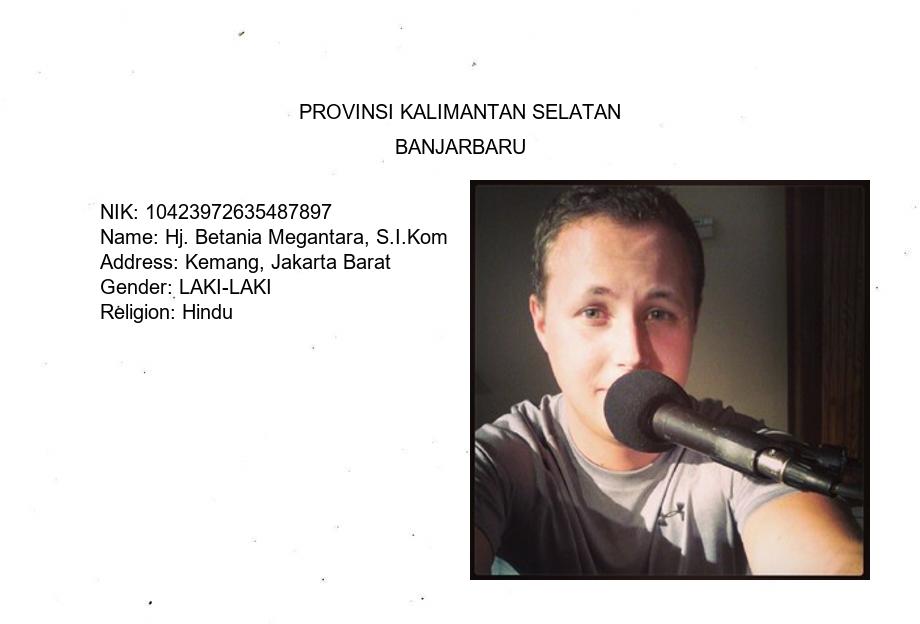 PROVINSI KALIMANTAN SELATAN
BANJARBARU
NIK: 10423972635487897
Name: Hj. Betania Megantara, S.I.Kom
Address: Kemang, Jakarta Barat
Gender: LAKI-LAKI
Religion: Hindu